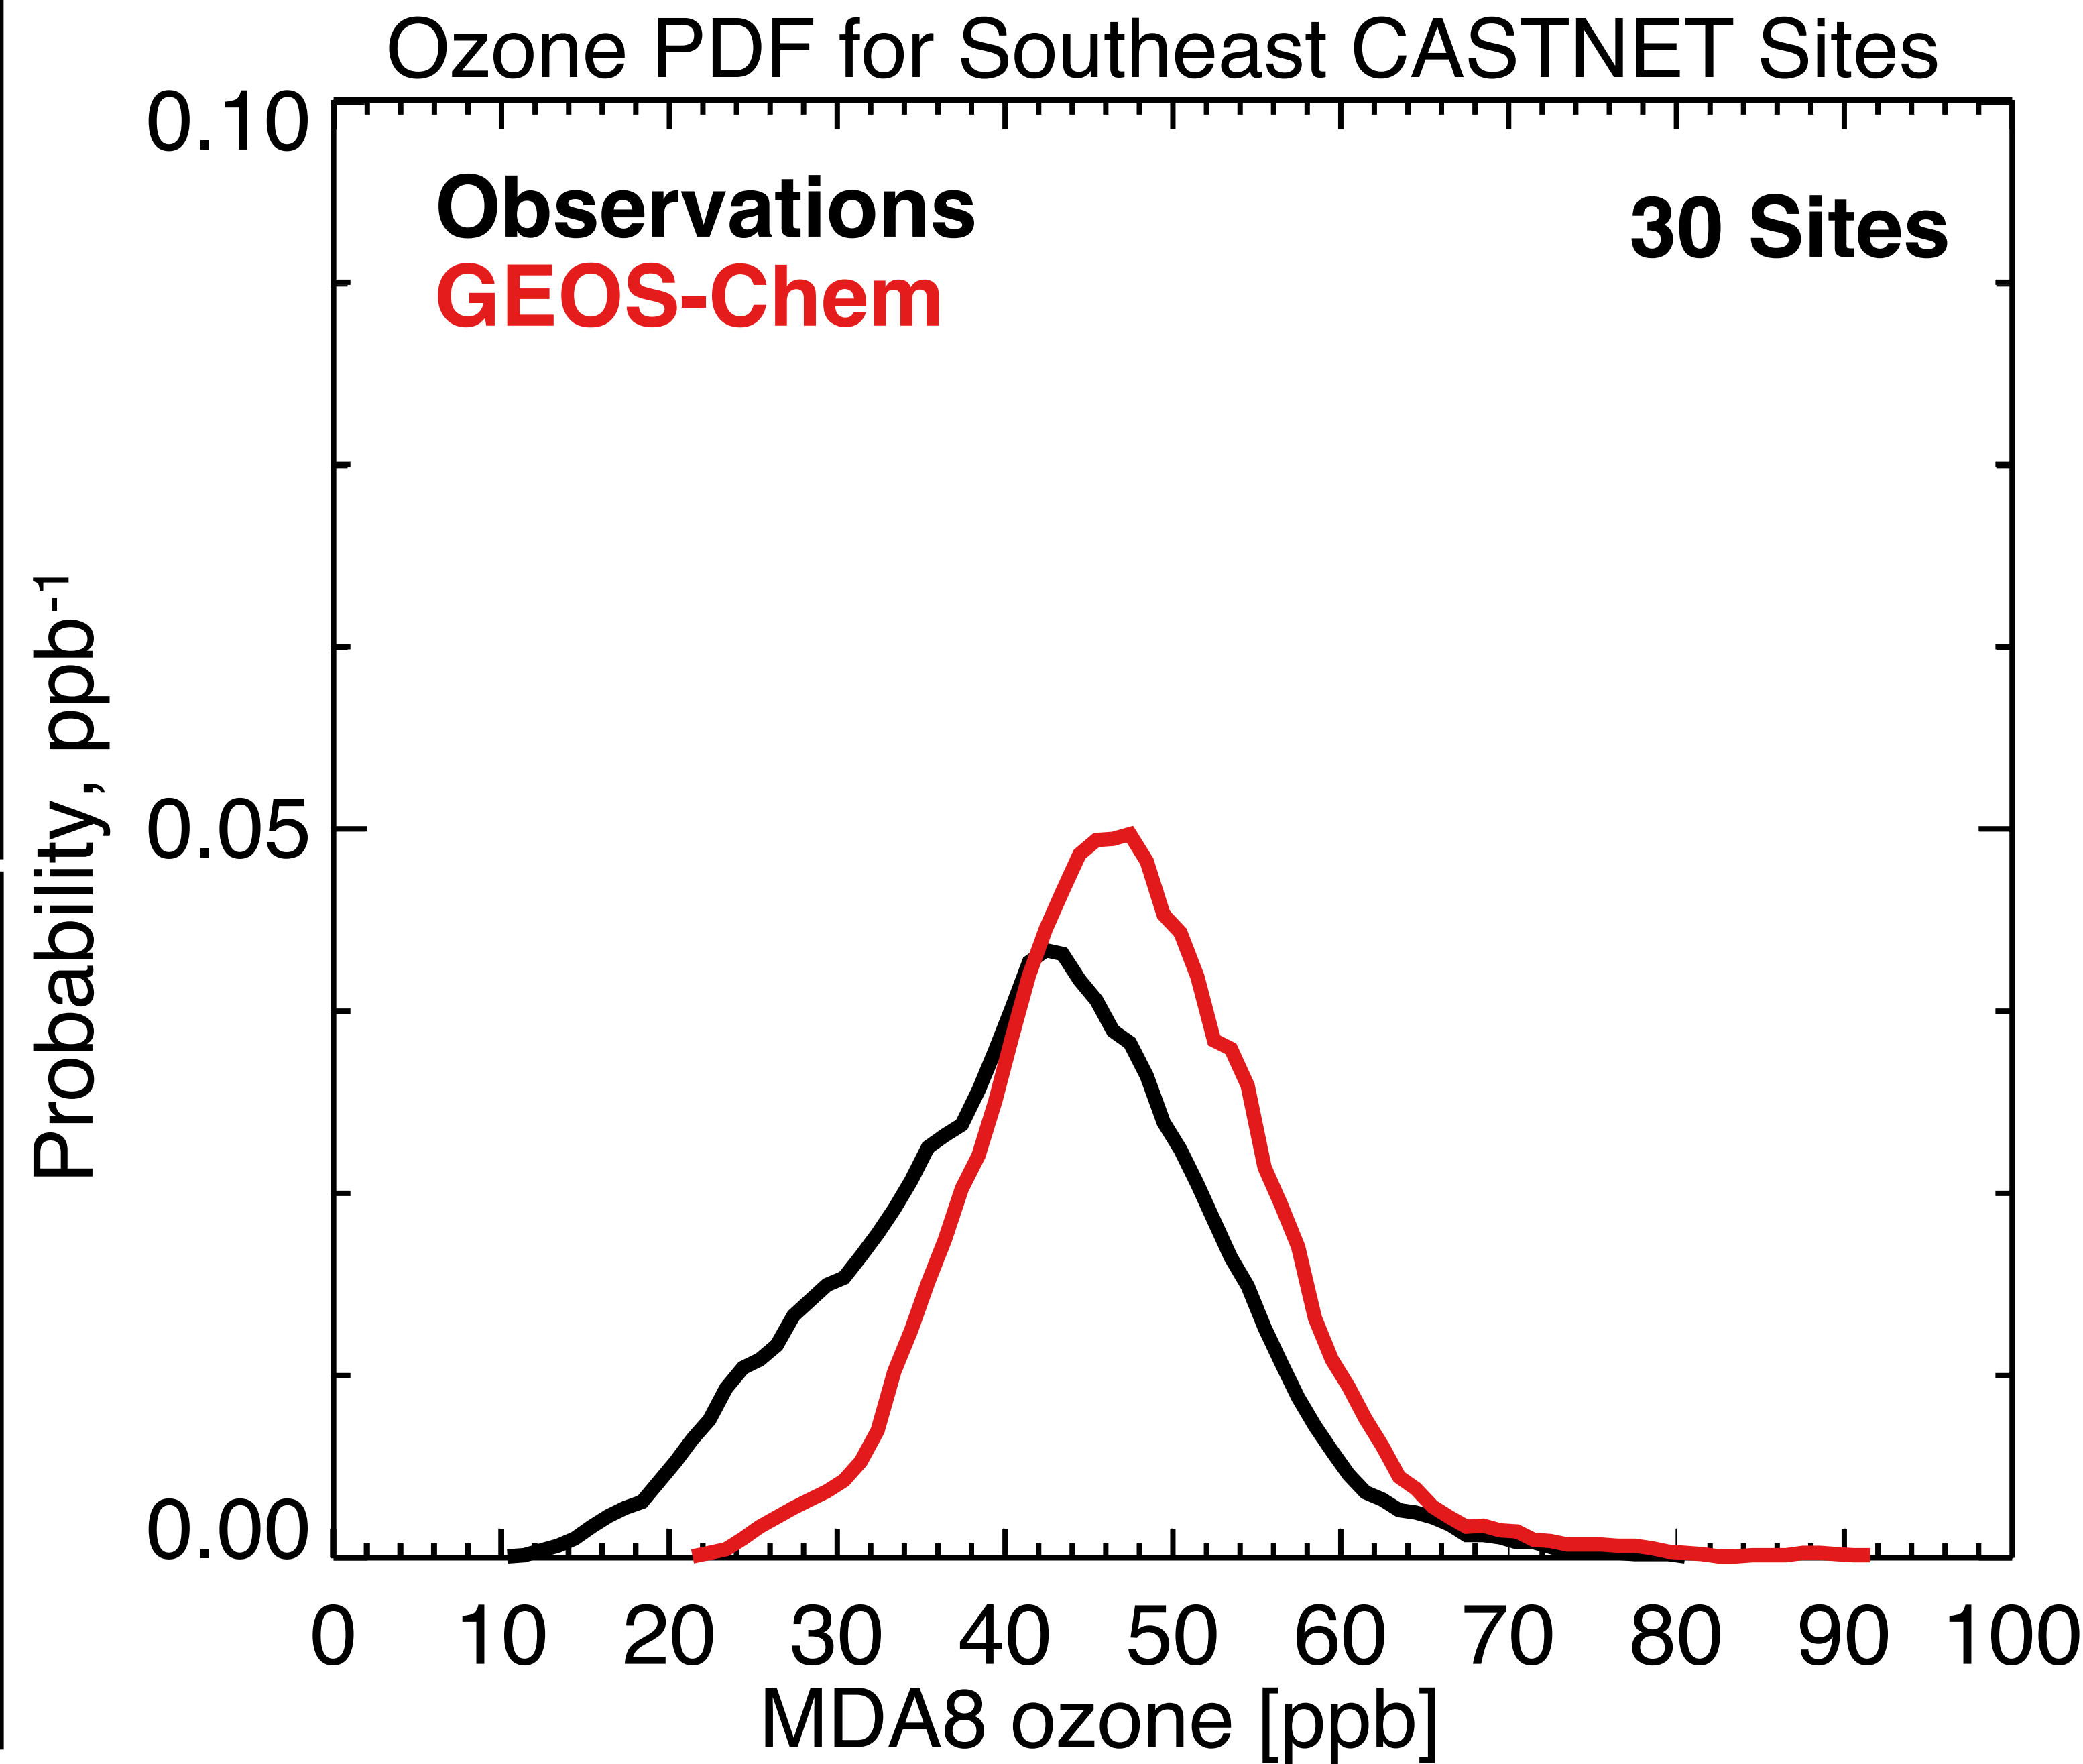 Ozone PDF for Southeast CASTNET Sites
0.10
Observations
30 Sites
GEOS-Chem
Probability, ppb-1
0.05
0.00
0 10 20 30 40 50 60 70 80 90 100
MDA8 ozone [ppb]